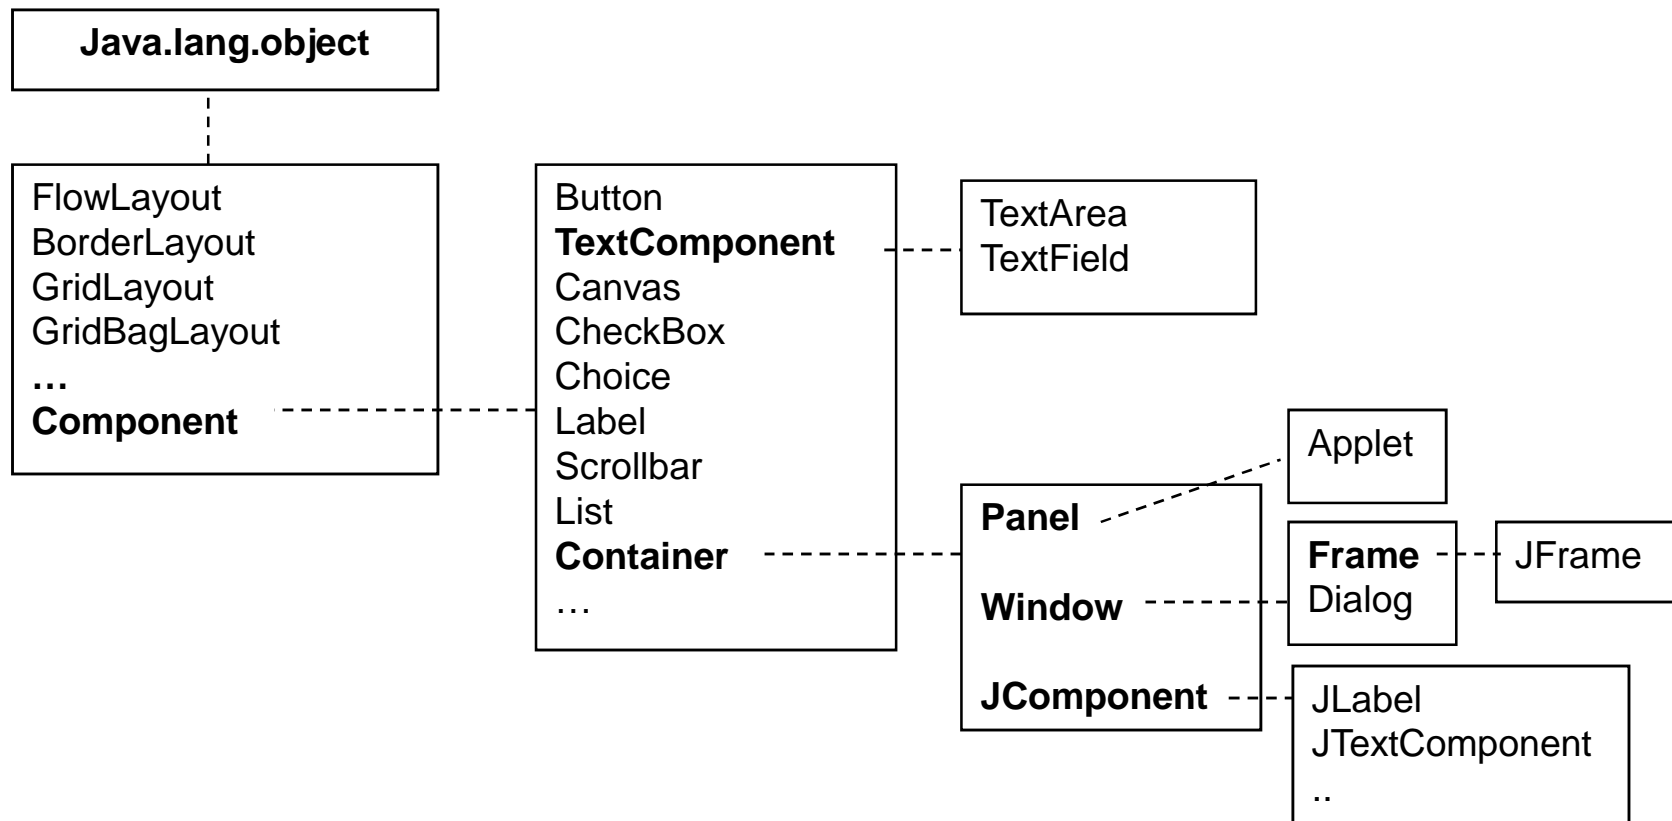 Java.lang.object
FlowLayout
BorderLayout
GridLayout
GridBagLayout
...
Component
Button
TextComponent
Canvas
CheckBox
Choice
Label
Scrollbar
List
Container
...
TextArea
TextField
Panel
Window
JComponent
Applet
Frame
Dialog
JFrame
JLabel
JTextComponent
..